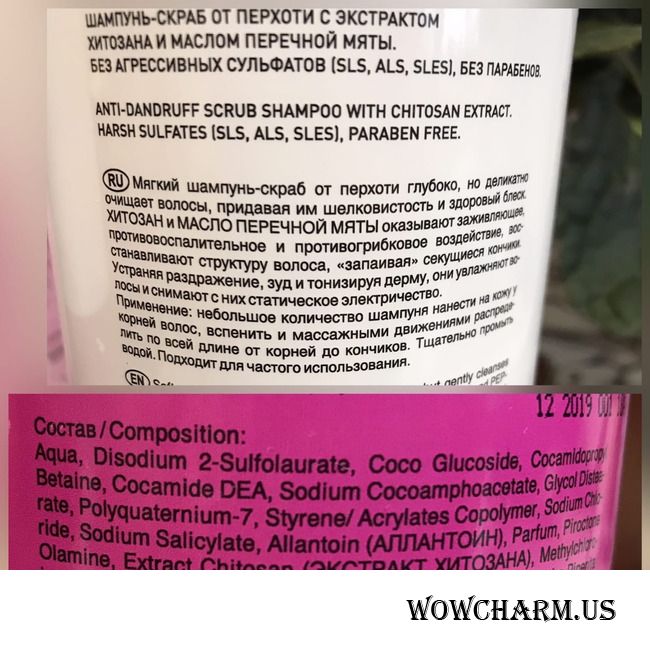 ШАМПУНЬ-СКРАБ ОТ ПЕРХОТИ С ЭКСТРАКТОМ
ХИТОЗАНА И МАСЛОМ ПЕРЕЧНОЙ МЯТЫ.
БЕЗ АГРЕССИВНЫХ СУЛЬФАТОВ (SLS, ALS, SLES), БЕЗ ПАРАБЕНОВ.
ANTI-DANDRUFF SCRUB SHAMPOO WITH CHITOSAN EXTRACT.
HARSH SULFATES (SLS, ALS, SLES), PARABEN FREE.
RU Мягкий шампунь-скраб от перхоти глубоко, но деликатно
очищает волосы, придавая им шелковистость и здоровый блеск.
ХИТОЗАН и МАСЛО ПЕРЕЧНОЙ МЯТЫ оказывают заживляющее,
противовоспалительное и противогрибковое воздействие, вос-
станавливают структуру волоса, «запаивая» секущиеся кончики.
Устраняя раздражение, зуд и тонизируя дерму, они увлажняют во-
лосы и снимают с них статическое электричество.
Применение: небольшое количество шампуня нанести на кожу у
корней волос, вспенить и массажными движениями распреде-
лить по всей длине от корней до кончиков. Тщательно промыть
водой. Подходит для частого использования.
EN gently cleanses
12 2019
Состав/Composition:
Aqua, Disodium 2-Sulfolaurate, Coco Glucoside, Cocamidopropyl
Betaine, Cocamide DEA, Sodium Cocoamphoacetate, Glycol Distea-
rate, Polyquaternium-7, Styrene/ Acrylates Copolymer, Sodium Chlo-
ride, Sodium Salicylate, Allantoin (АЛЛАНТОИН), Parfum, Piroctone
Olamine, Extract Chitosan (ЭКСТРАКТ ХИТОЗАНА), Methylchloro-
WOWCHARM.US